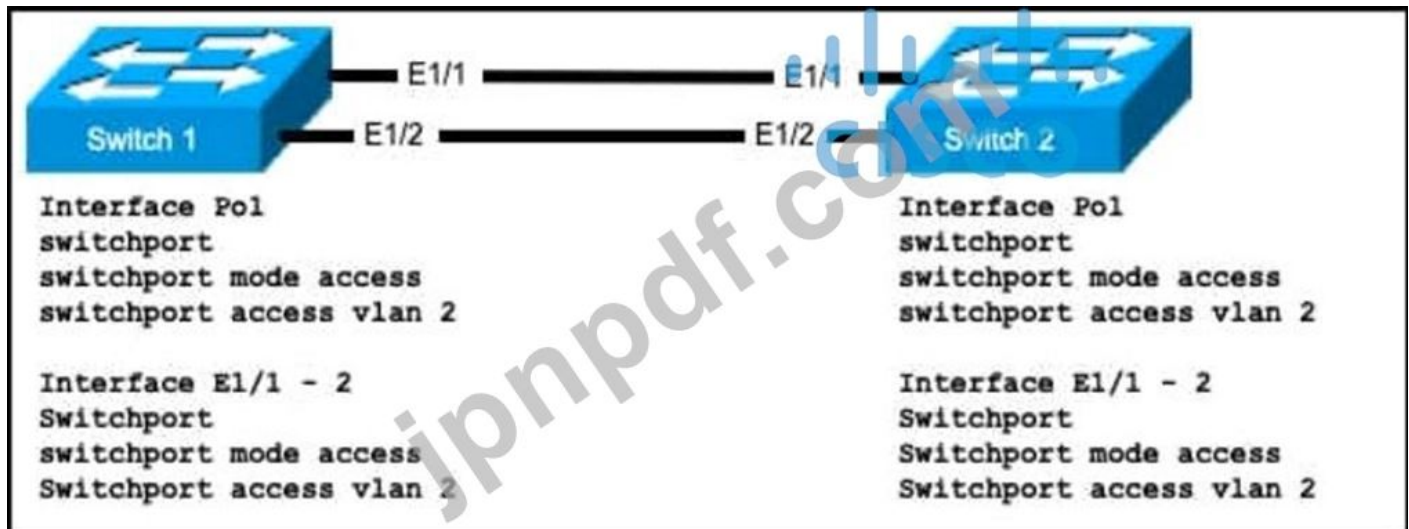 E1/1 E1/1
Switch 1 E1/2 E1/2 Switch 2
Interface Po1
switchport
switchport mode access
switchport access vlan 2
Interface E1/1 - 2
Switchport
switchport mode access
Switchport access vlan 2
Interface Po1
switchport
switchport mode access
switchport access vlan 2
Interface E1/1 - 2
Switchport
Switchport mode access
Switchport access vlan 2
jpnpdf.com
cisco